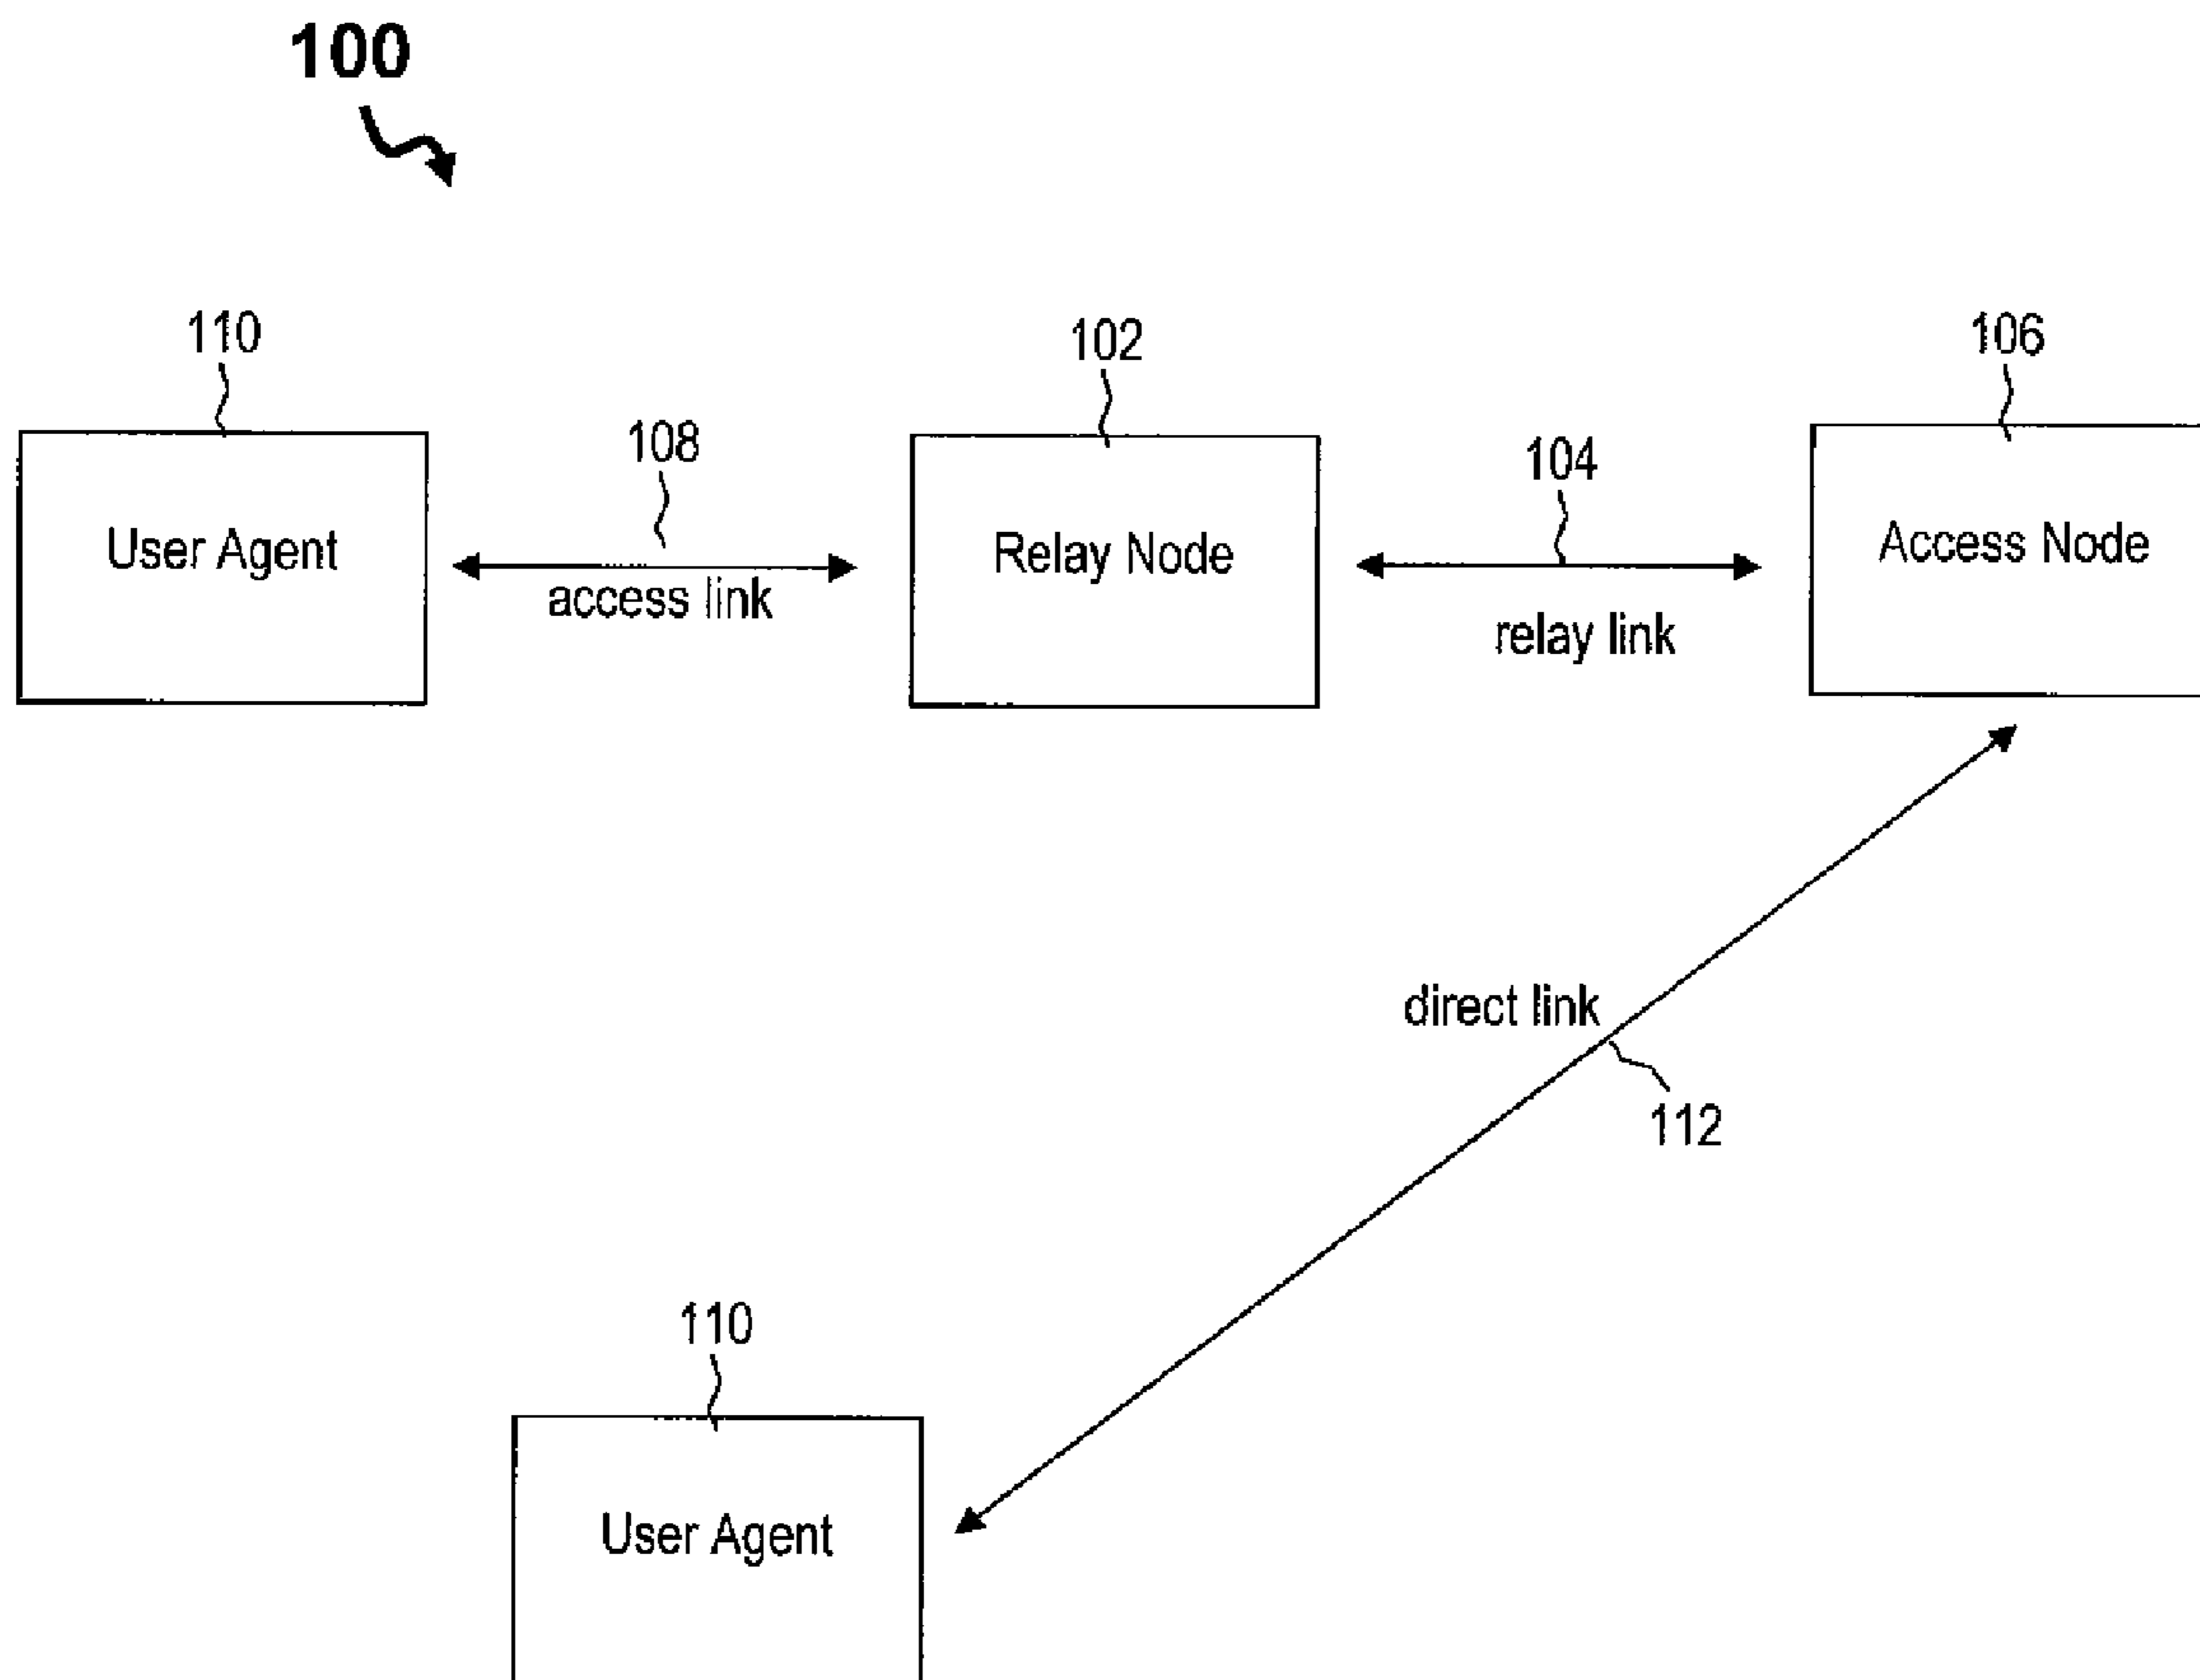 100
110
102
106
108
104
User Agent
Relay Node
Access Node
access link
relay link
direct link
112
110
User Agent